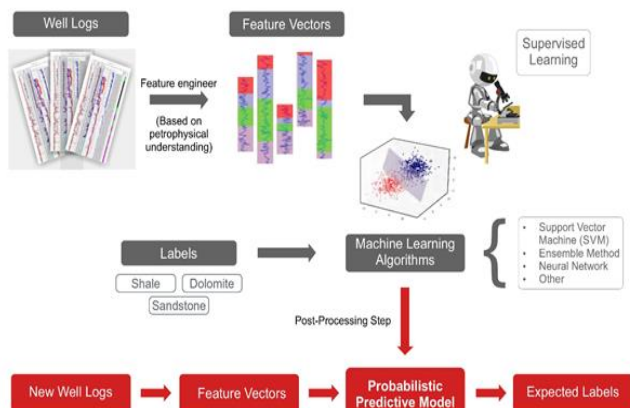 Well Logs
Feature Vectors
Supervised
Learning
Feature engineer
(Based on
petrophysical
understanding)
Labels
Shale
Dolomite
Sandstone
Machine Learning
Algorithms
• Support Vector
Machine (SVM)
• Ensemble Method
• Neural Network
• Other
Post-Processing Step
New Well Logs
Feature Vectors
Probabilistic
Predictive Model
Expected Labels